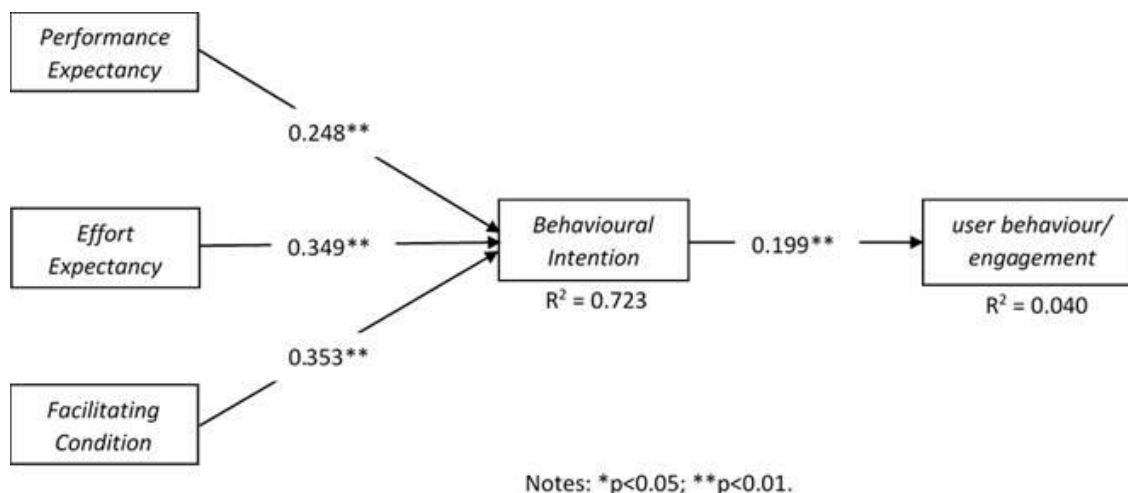 Performance
Expectancy
0.248**
Effort
Expectancy
0.349**
Behavioural
Intention
R² = 0.723
0.199**
user behaviour/
engagement
R² = 0.040
0.353**
Facilitating
Condition
Notes: *p<0.05; **p<0.01.